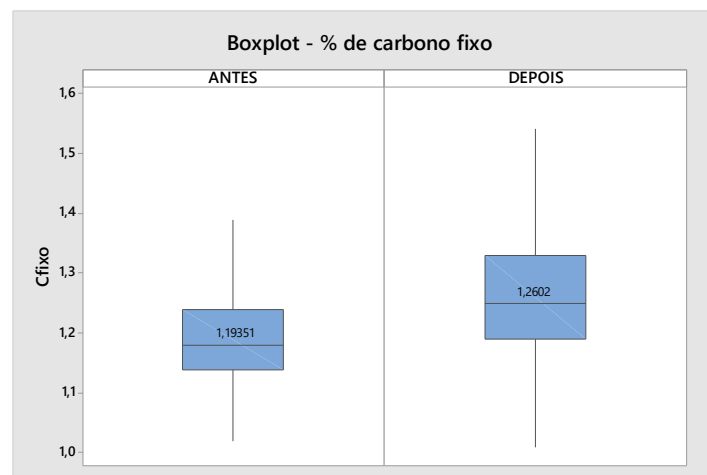 Boxplot - % de carbono fixo
ANTES
DEPOIS
1,6
1,5
1,4
1,3
1,2
1,1
1,0
Cfixo
1,19351
1,2602